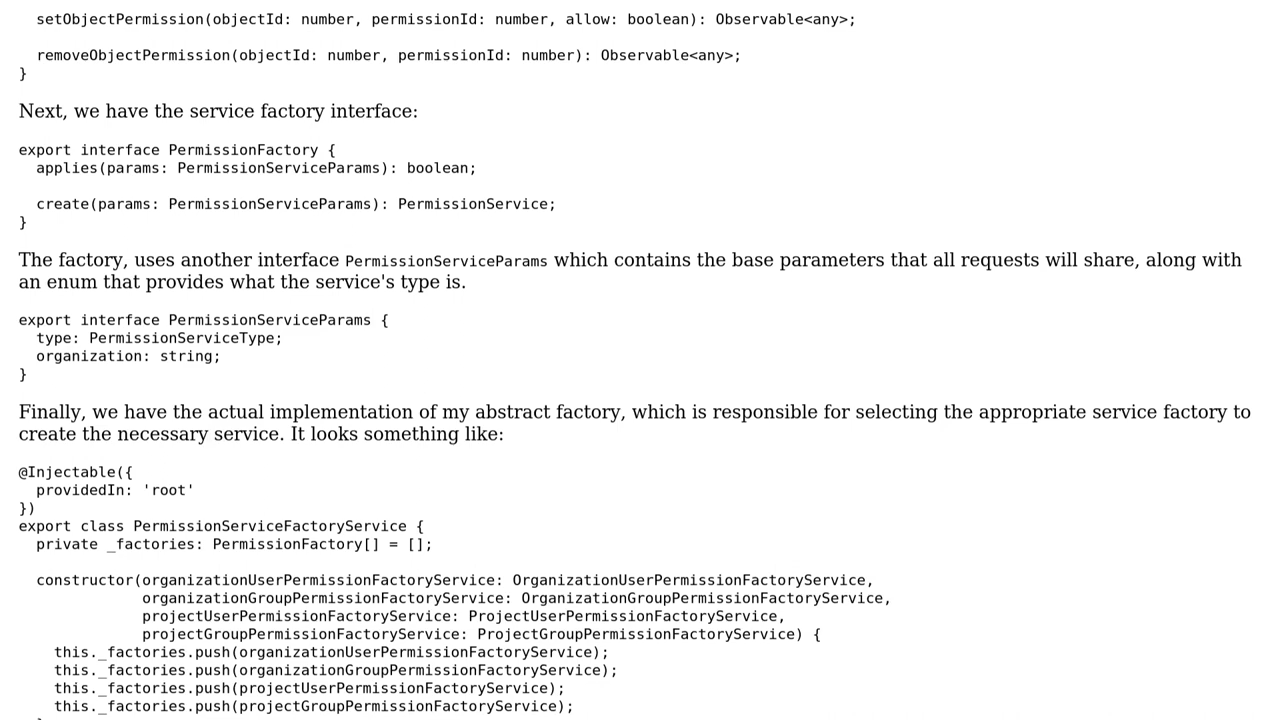 setObjectPermission(objectId: number, permissionId: number, allow: boolean): Observable<any>;
  removeObjectPermission(objectId: number, permissionId: number): Observable<any>;
}
Next, we have the service factory interface:
export interface PermissionFactory {
  applies(params: PermissionServiceParams): boolean;
  create(params: PermissionServiceParams): PermissionService;
}
The factory, uses another interface PermissionServiceParams which contains the base parameters that all requests will share, along with
an enum that provides what the service's type is.
export interface PermissionServiceParams {
  type: PermissionServiceType;
  organization: string;
}
Finally, we have the actual implementation of my abstract factory, which is responsible for selecting the appropriate service factory to
create the necessary service. It looks something like:
@Injectable({
  providedIn: 'root'
})
export class PermissionServiceFactoryService {
  private _factories: PermissionFactory[] = [];
  constructor(organizationUserPermissionFactoryService: OrganizationUserPermissionFactoryService,
              organizationGroupPermissionFactoryService: OrganizationGroupPermissionFactoryService,
              projectUserPermissionFactoryService: ProjectUserPermissionFactoryService,
              projectGroupPermissionFactoryService: ProjectGroupPermissionFactoryService) {
    this._factories.push(organizationUserPermissionFactoryService);
    this._factories.push(organizationGroupPermissionFactoryService);
    this._factories.push(projectUserPermissionFactoryService);
    this._factories.push(projectGroupPermissionFactoryService);